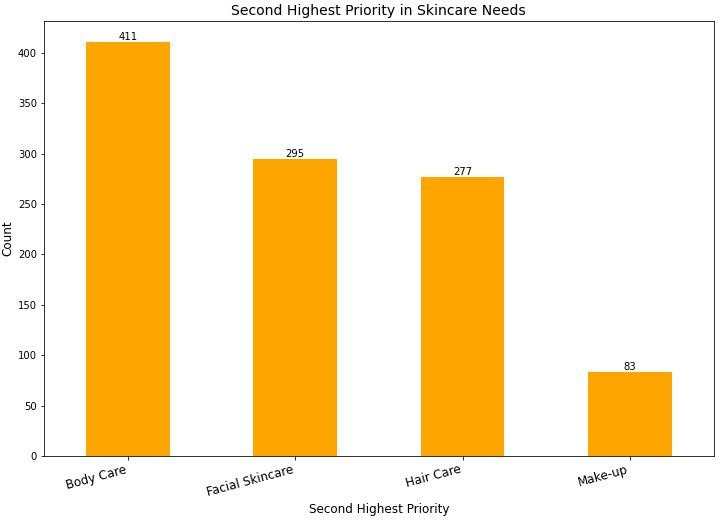 Second Highest Priority in Skincare Needs
Count
400
350
300
250
200
150
100
50
0
411
295
277
83
Body Care
Facial Skincare
Hair Care
Make-up
Second Highest Priority